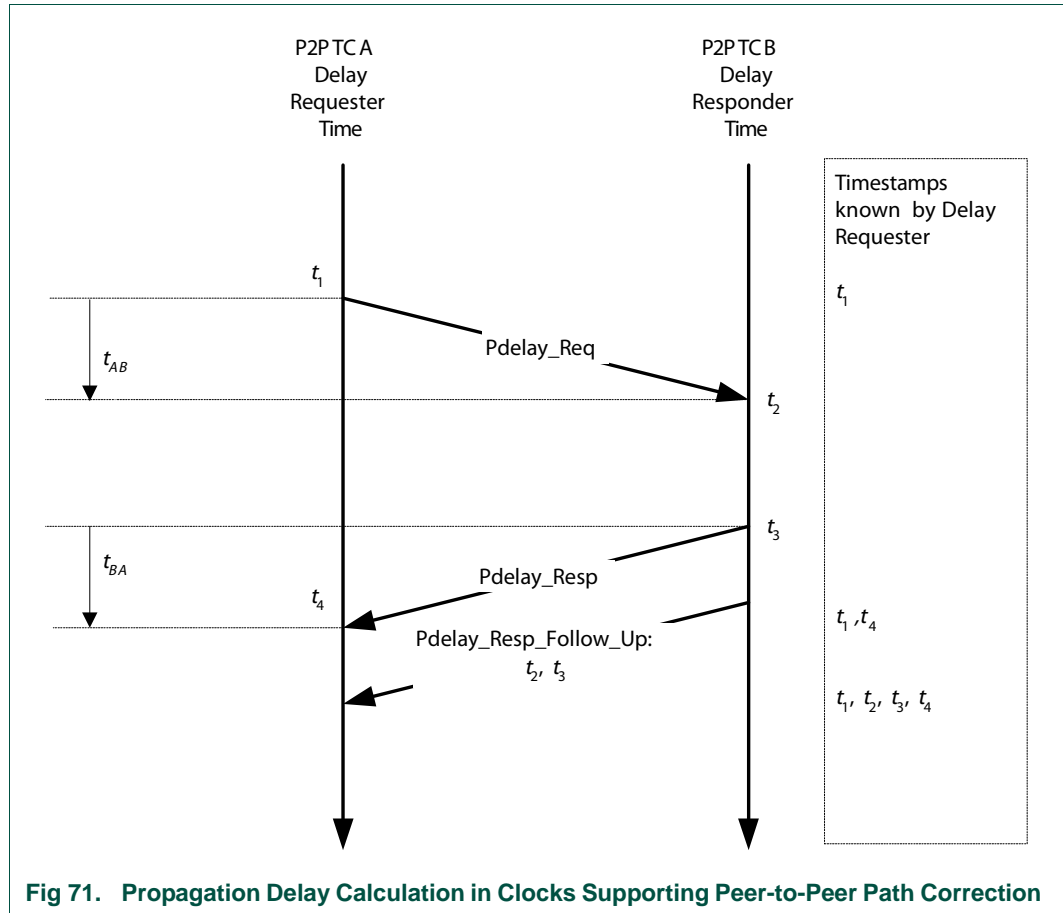 P2P TC A
Delay
Requester
Time
P2P TC B
Delay
Responder
Time
Timestamps
known by Delay
Requester
t1
t1
Pdelay_Req
tAB
t2
t3
tBA
Pdelay_Resp
t4
t1 ,t4
Pdelay_Resp_Follow_Up:
t2, t3
t1, t2, t3, t4
Fig 71. Propagation Delay Calculation in Clocks Supporting Peer-to-Peer Path Correction